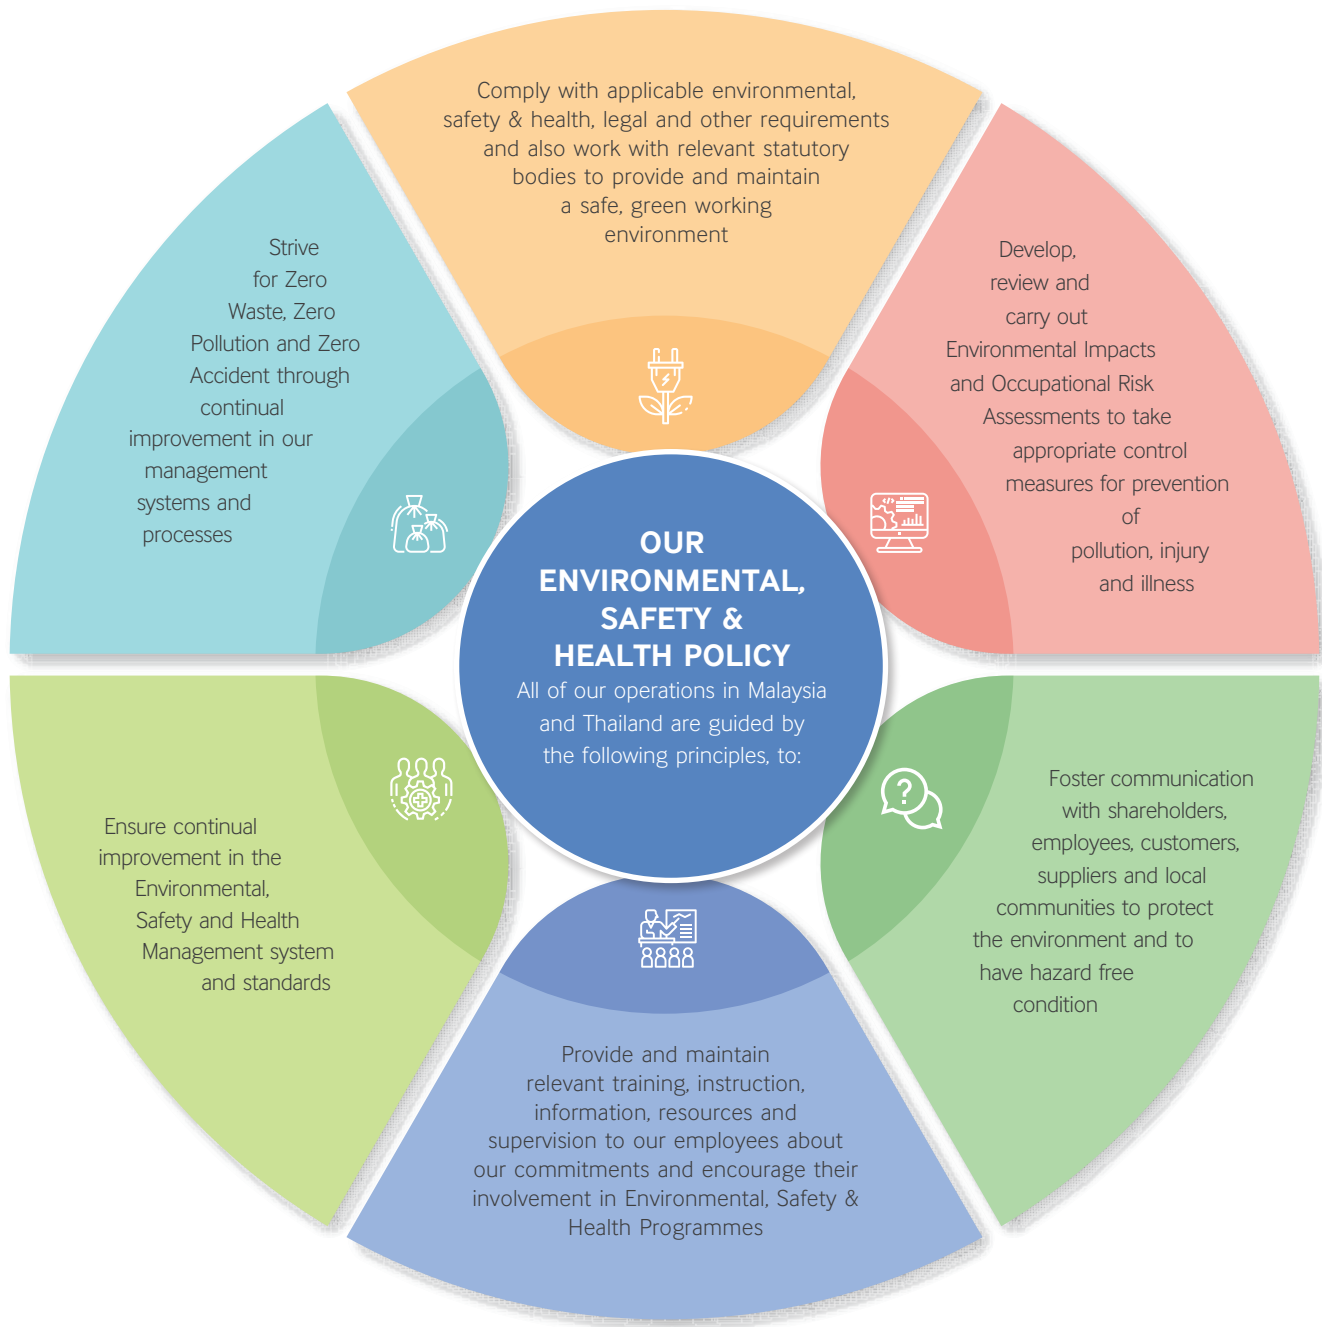 OUR
ENVIRONMENTAL,
SAFETY &
HEALTH POLICY
All of our operations in Malaysia
and Thailand are guided by
the following principles, to:
Comply with applicable environmental,
safety & health, legal and other requirements
and also work with relevant statutory
bodies to provide and maintain
a safe, green working
environment
Develop,
review and
carry out
Environmental Impacts
and Occupational Risk
Assessments to take
appropriate control
measures for prevention
of
pollution, injury
and illness
Foster communication
with shareholders,
employees, customers,
suppliers and local
communities to protect
the environment and to
have hazard free
condition
Provide and maintain
relevant training, instruction,
information, resources and
supervision to our employees about
our commitments and encourage their
involvement in Environmental, Safety &
Health Programmes
Ensure continual
improvement in the
Environmental,
Safety and Health
Management system
and standards
Strive
for Zero
Waste, Zero
Pollution and Zero
Accident through
continual
improvement in our
management
systems and
processes